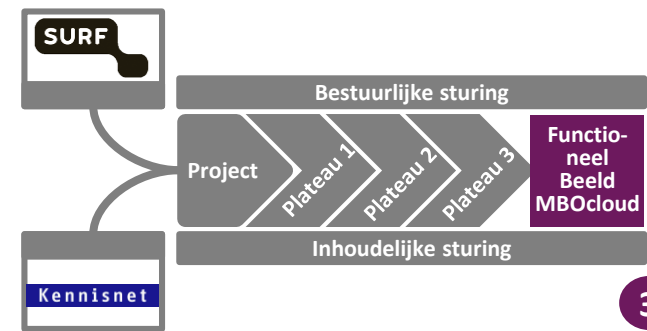 SURF
Bestuurlijke sturing
Project
Plateau 1
Plateau 2
Plateau 3
Functio-
neel
Beeld
MBOcloud
Inhoudelijke sturing
Kennisnet
3